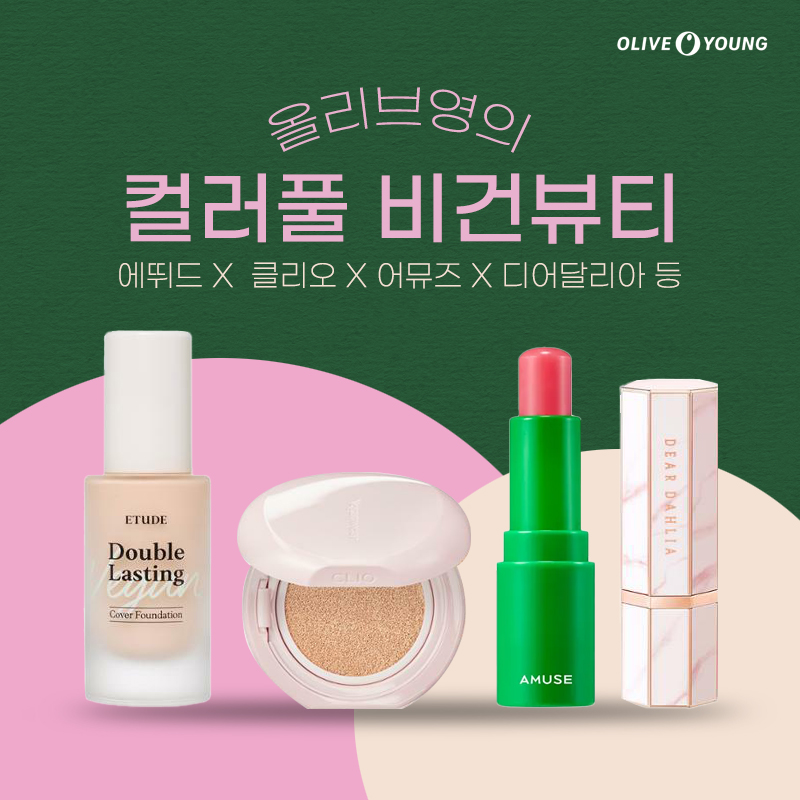 OLIVE YOUNG
올리브영의
컬러풀 비건뷰티
에뛰드 X 클리오 X 어뮤즈 X 디어달리아 등
ETUDE
Double
Lasting
Vegan
Cover Foundation
CLIO
AMUSE
DEAR DAHLIA